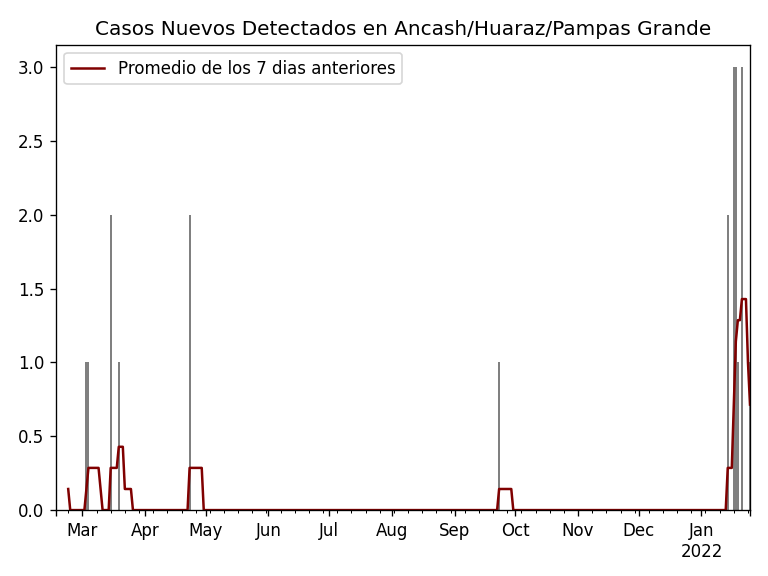 Casos Nuevos Detectados en Ancash/Huaraz/Pampas Grande
Promedio de los 7 dias anteriores
3.0
2.5
2.0
1.5
1.0
0.5
0.0
Mar Apr May Jun Jul Aug Sep Oct Nov Dec Jan
2022